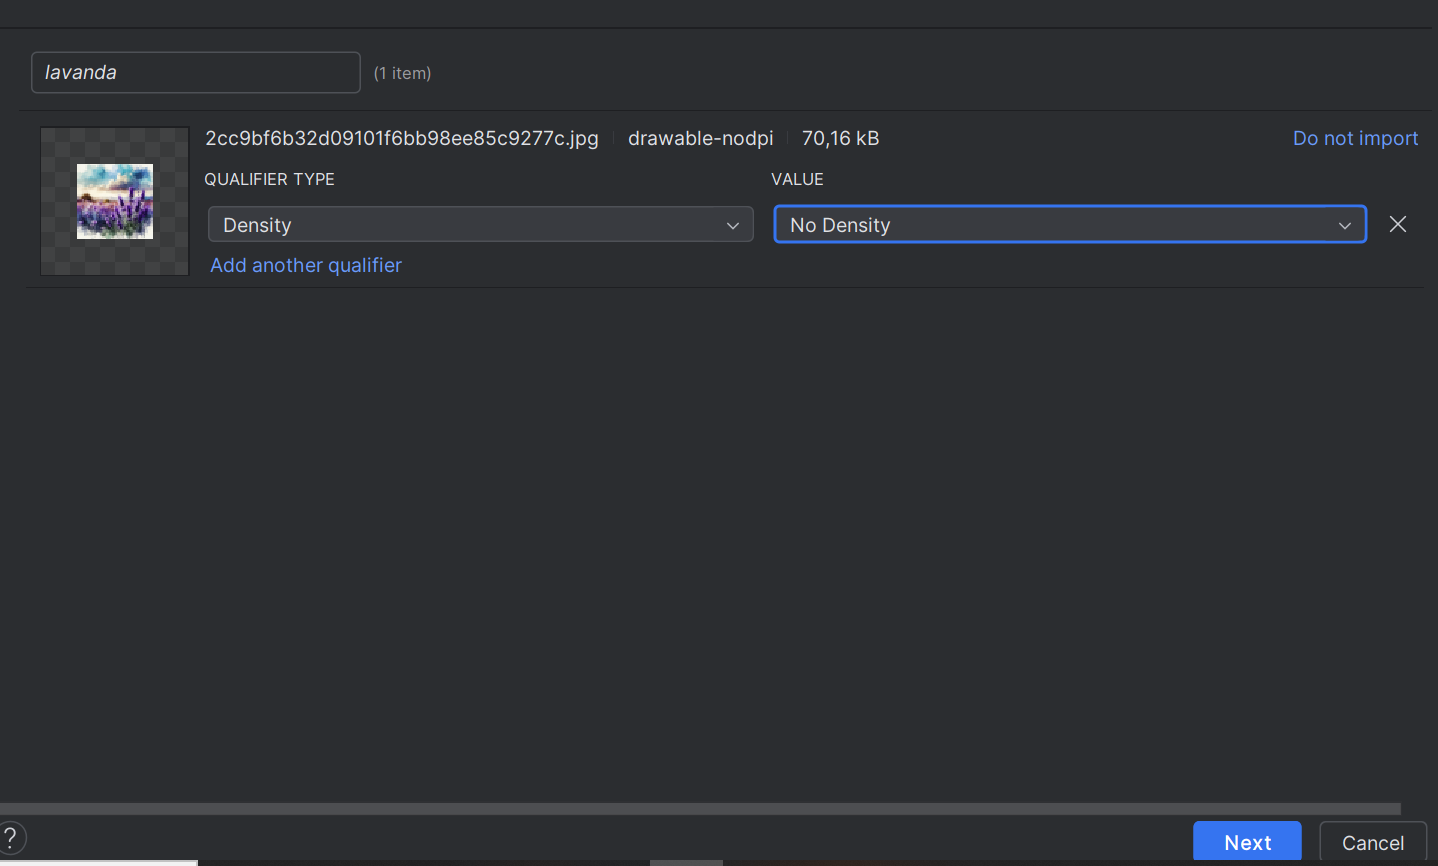 lavanda (1 item)
2cc9bf6b32d09101f6bb98ee85c9277c.jpg drawable-nodpi 70,16 kB Do not import
QUALIFIER TYPE VALUE
Density No Density
Add another qualifier
? Next Cancel